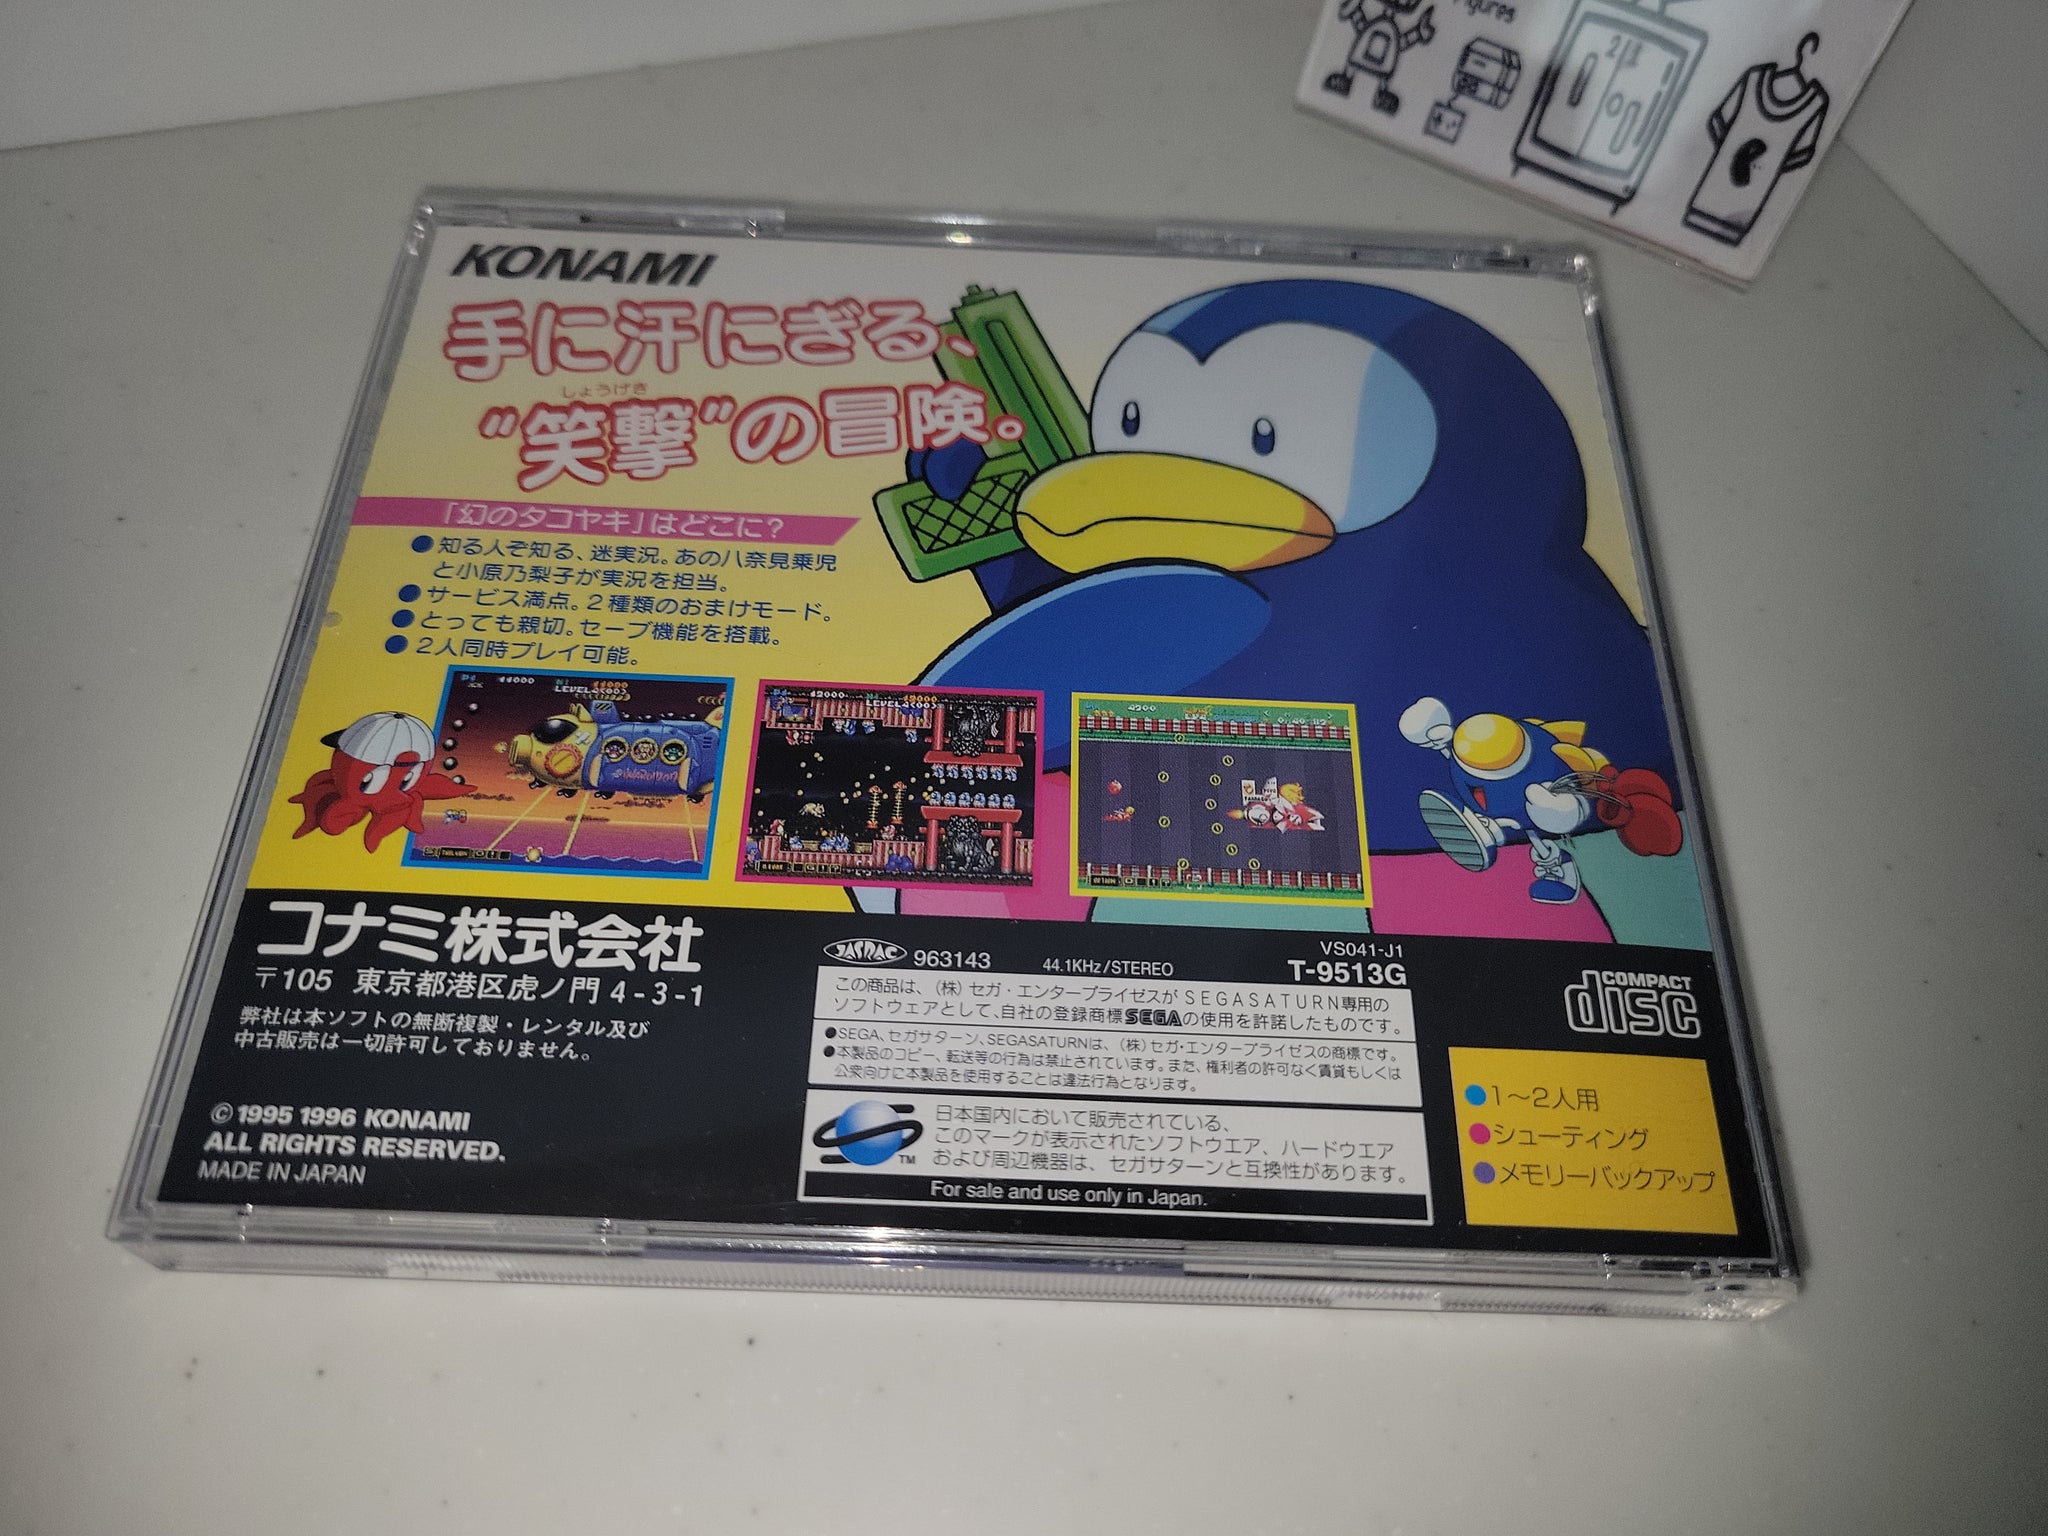 Figures
KONAMI
手に汗にぎる、
しょうげき
"笑撃"の冒険。
「幻のタコヤキ」はどこに?
●知る人ぞ知る、迷実況。あの八奈見乗児
と小原乃梨子が実況を担当。
●サービス満点。2種類のおまけモード。
●とっても親切。セーブ機能を搭載。
●2人同時プレイ可能。
コナミ株式会社
〒105 東京都港区虎ノ門4-3-1
弊社は本ソフトの無断複製・レンタル及び
中古販売は一切許可しておりません。
© 1995 1996 KONAMI
ALL RIGHTS RESERVED.
MADE IN JAPAN
JASRAC 963143
44.1KHz/STEREO
VS041-J1
T-9513G
この商品は、(株)セガ・エンタープライゼスがSEGASATURN専用の
ソフトウェアとして、自社の登録商標SEGAの使用を許諾したものです。
●SEGA、セガサターン、SEGASATURNは、(株)セガ・エンタープライゼスの商標です。
●本製品のコピー、転送等の行為は禁止されています。また、権利者の許可なく賃貸もしくは
公衆向けに本製品を使用することは違法行為となります。
TM
日本国内において販売されている、
このマークが表示されたソフトウエア、ハードウエア
および周辺機器は、セガサターンと互換性があります。
For sale and use only in Japan.
COMPACT
disc
●1〜2人用
●シューティング
●メモリーバックアップ